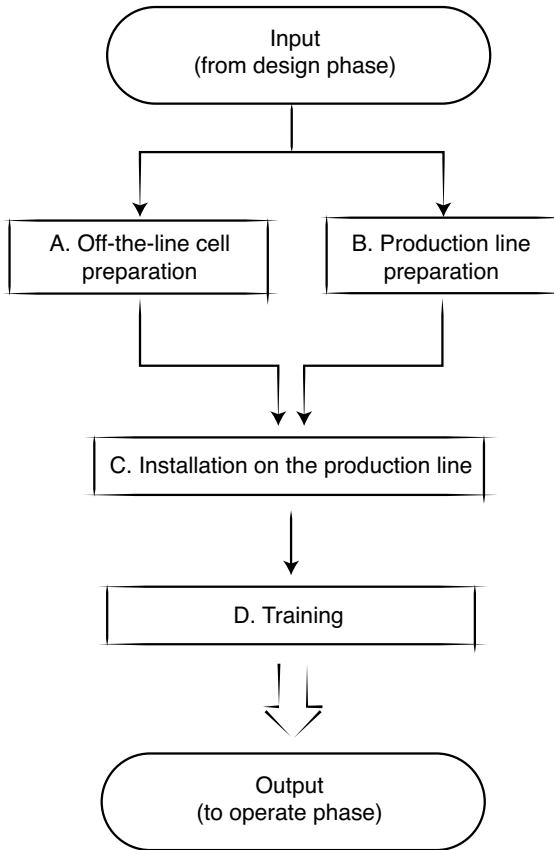 Input
(from design phase)
A. Off-the-line cell
preparation
B. Production line
preparation
C. Installation on the production line
D. Training
Output
(to operate phase)